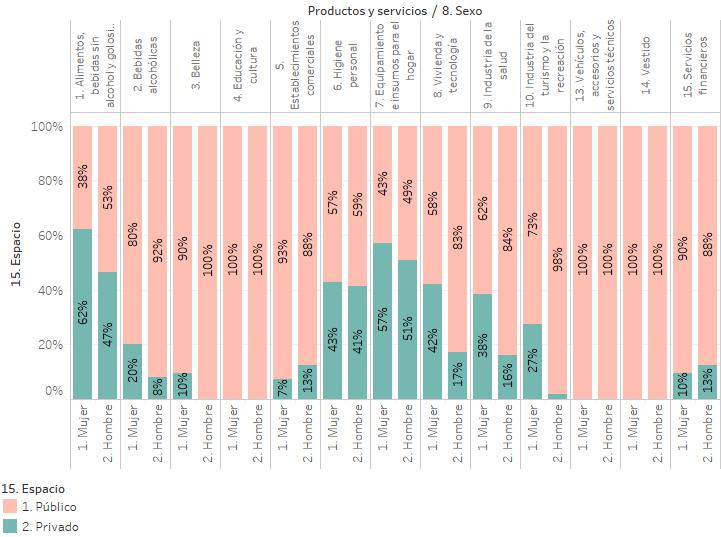 Productos y servicios / 8. Sexo
1. Alimentos,
bebidas sin
alcohol y golosi..
2. Bebidas
alcohólicas
3. Belleza
4. Educación y
cultura
5.
Establecimientos
comerciales
6. Higiene
personal
7. Equipamiento
e insumos para el
hogar
8. Vivienda y
tecnología
9. Industria de la
salud
10. Industria del
turismo y la
recreación
13. Vehículos,
accesorios y
servicios técnicos
14. Vestido
15. Servicios
financieros
15. Espacio
100%
80%
60%
40%
20%
0%
38%
62%
53%
47%
80%
20%
92%
8%
90%
10%
100%
100%
100%
93%
7%
88%
13%
57%
43%
59%
41%
43%
57%
49%
51%
58%
42%
83%
17%
62%
38%
84%
16%
73%
27%
98%
100%
100%
100%
100%
90%
10%
88%
13%
1. Mujer
2. Hombre
1. Mujer
2. Hombre
1. Mujer
2. Hombre
1. Mujer
2. Hombre
1. Mujer
2. Hombre
1. Mujer
2. Hombre
1. Mujer
2. Hombre
1. Mujer
2. Hombre
1. Mujer
2. Hombre
1. Mujer
2. Hombre
1. Mujer
2. Hombre
1. Mujer
2. Hombre
1. Mujer
2. Hombre
15. Espacio
1. Público
2. Privado